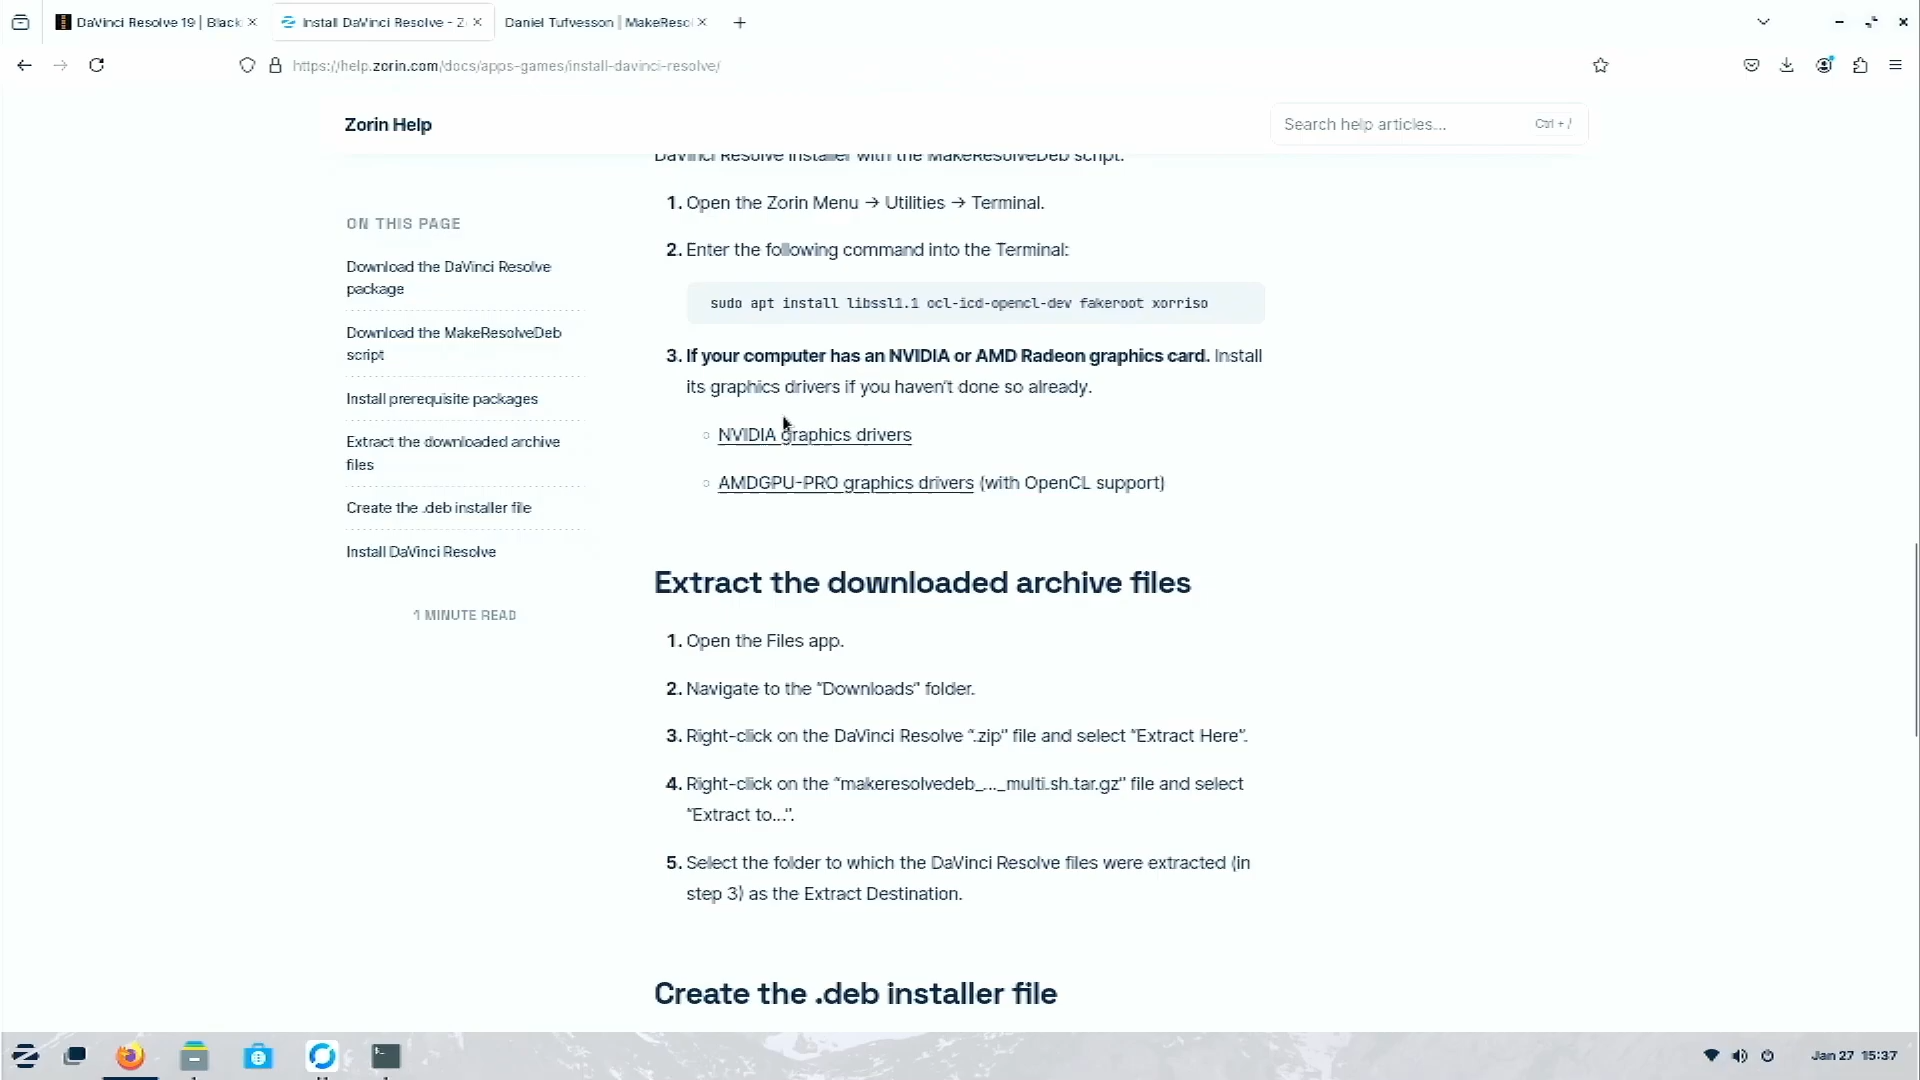 DaVinci Resolve 19 | Black
Install DaVinci Resolve - Z
Daniel Tufvesson | MakeResol
https://help.zorin.com/docs/apps-games/install-davinci-resolve/
Zorin Help
Search help articles...
Ctrl + /
DaVinci Resolve installer with the MakeResolveDeb script.
ON THIS PAGE
Download the DaVinci Resolve
package
Download the MakeResolveDeb
script
Install prerequisite packages
Extract the downloaded archive
files
Create the .deb installer file
Install DaVinci Resolve
1 MINUTE READ
1. Open the Zorin Menu → Utilities → Terminal.
2. Enter the following command into the Terminal:
sudo apt install libssl1.1 ocl-icd-opencl-dev fakeroot xorriso
3. If your computer has an NVIDIA or AMD Radeon graphics card. Install
its graphics drivers if you haven't done so already.
NVIDIA graphics drivers
AMDGPU-PRO graphics drivers (with OpenCL support)
Extract the downloaded archive files
1. Open the Files app.
2. Navigate to the "Downloads" folder.
3. Right-click on the DaVinci Resolve ".zip" file and select "Extract Here".
4. Right-click on the "makeresolvedeb_..._multi.sh.tar.gz" file and select
"Extract to...".
5. Select the folder to which the DaVinci Resolve files were extracted (in
step 3) as the Extract Destination.
Create the .deb installer file
Jan 27 15:37